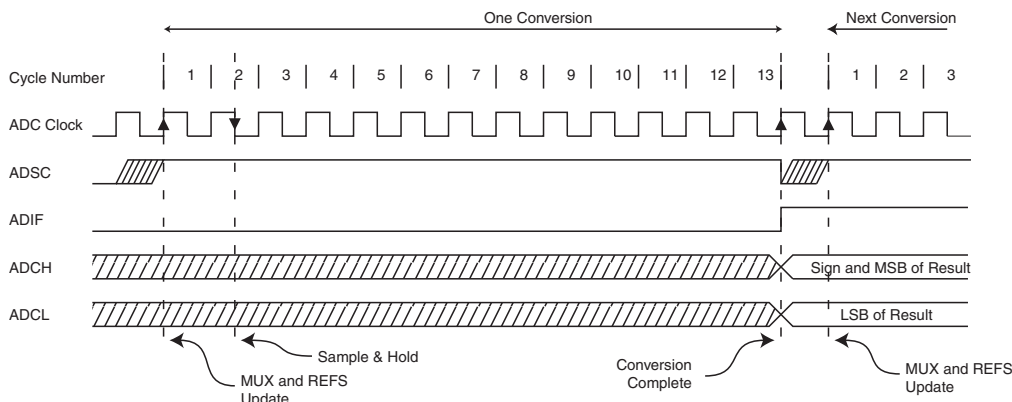 One Conversion
Next Conversion
Cycle Number 1 2 3 4 5 6 7 8 9 10 11 12 13 1 2 3
ADC Clock
ADSC
ADIF
ADCH
Sign and MSB of Result
ADCL
LSB of Result
Sample & Hold
MUX and REFS
Update
Conversion
Complete
MUX and REFS
Update